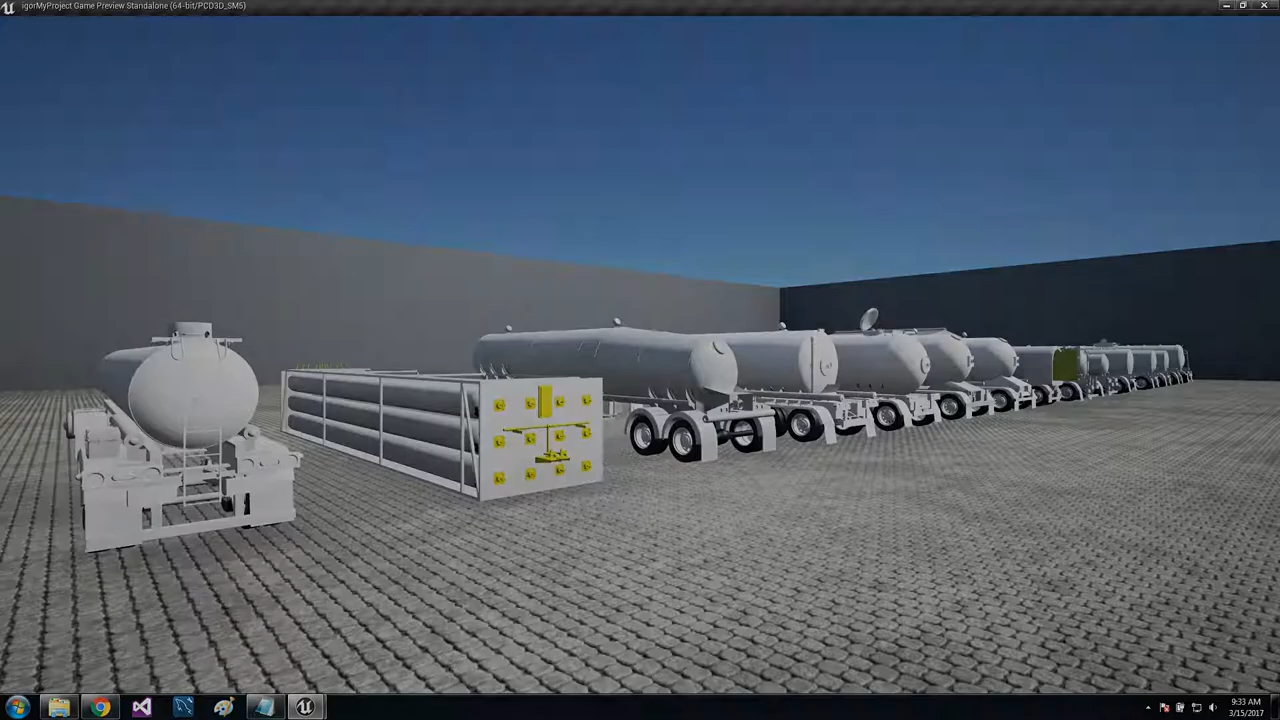 igorMyProject Game Preview Standalone (64-bit/PCD3D_SM5)
9:33 AM
3/15/2017